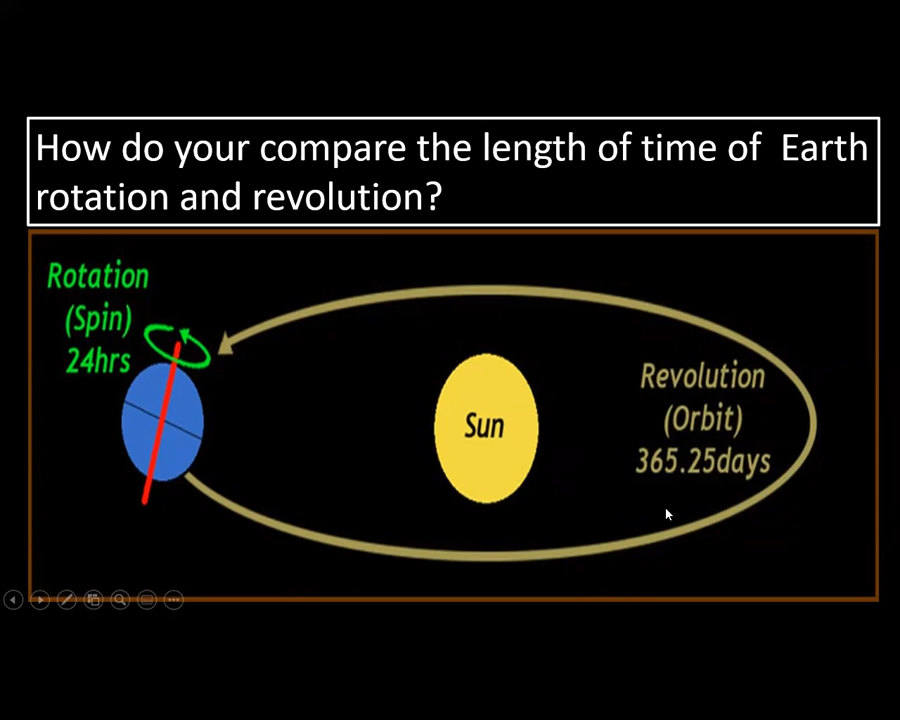 How do your compare the length of time of  Earth
rotation and revolution?
Rotation
(Spin)
24hrs
Sun
Revolution
(Orbit)
365.25days